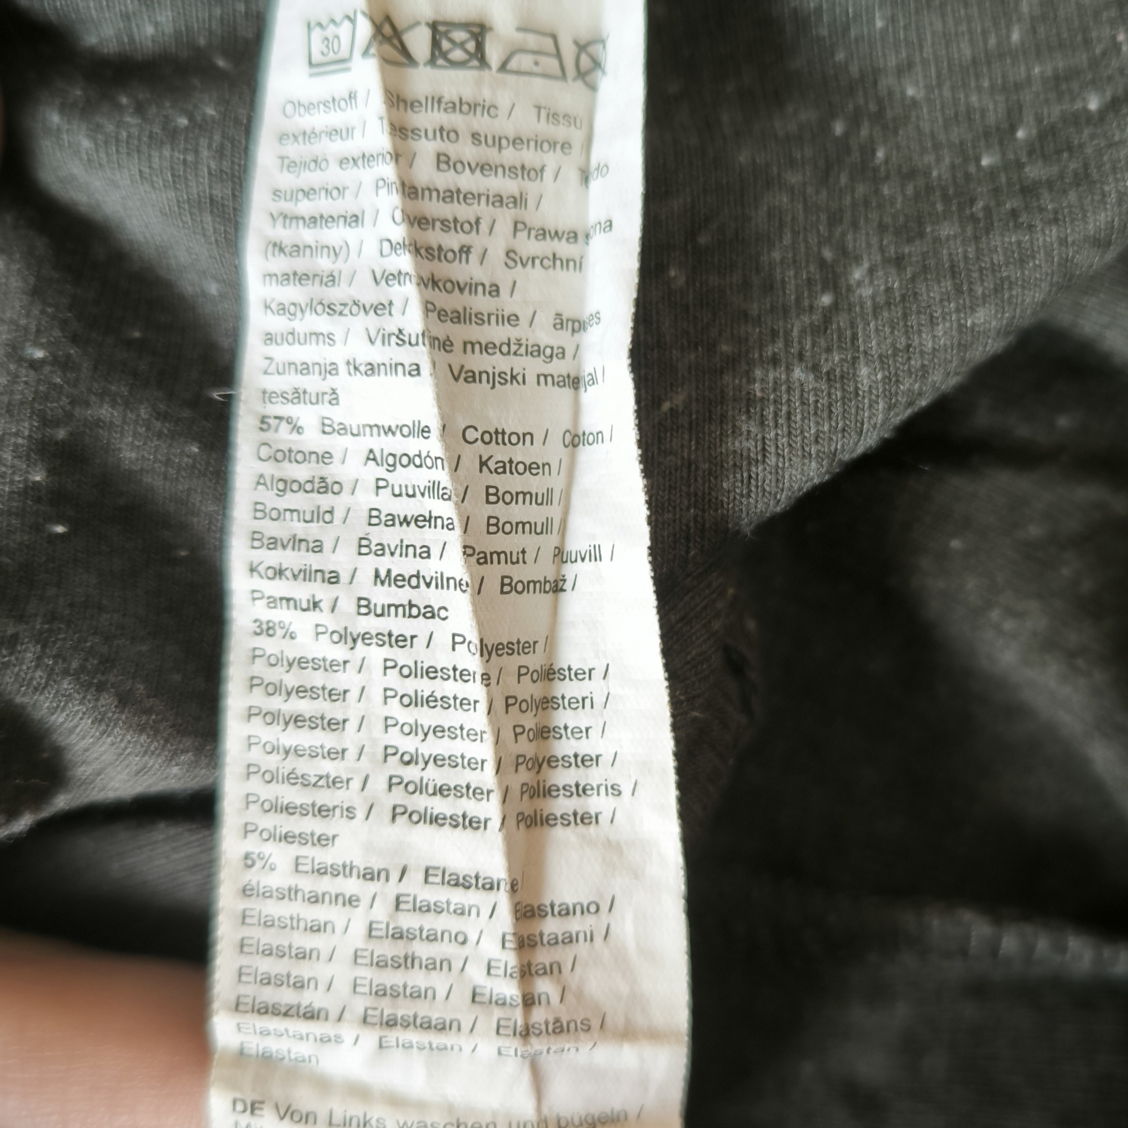 30
Oberstoff / Shellfabric / Tissu
extérieur / Tessuto superiore /
Tejido exterior / Bovenstof /
superior / Pintamateriaali /
Ytmaterial / Overstof / Prawa
(tkaniny) / Dekkstoff / Svrchní
materiál / Vetrovkovina /
Kagylószövet / Pealisriie / ārpuses
audums / Viršutinė medžiaga /
Zunanja tkanina / Vanjski materijal /
tesătură
57% Baumwolle / Cotton / Coton /
Cotone / Algodón / Katoen /
Algodão / Puuvilla / Bomull /
Bomuld / Bawełna / Bomull /
Bavlna / Bavlna / Pamut / Puuvill /
Kokvilna / Medvilnė / Bombaž /
Pamuk / Bumbac
38% Polyester / Polyester /
Polyester / Poliestere / Poliéster /
Polyester / Poliéster / Polyesteri /
Polyester / Polyester / Poliester /
Polyester / Polyester / Polyester /
Poliészter / Polüester / Poliesteris /
Poliesteris / Poliester / Poliester /
Poliester
5% Elasthan / Elastane /
élasthanne / Elastan / Elastano /
Elasthan / Elastano / Elastaani /
Elastan / Elasthan / Elastan /
Elastan / Elastan /
Elasztán / Elastaan / Elastāns /
Elastanas / Elastan / Elastan /
Elastan
DE Von Links waschen und bügeln /